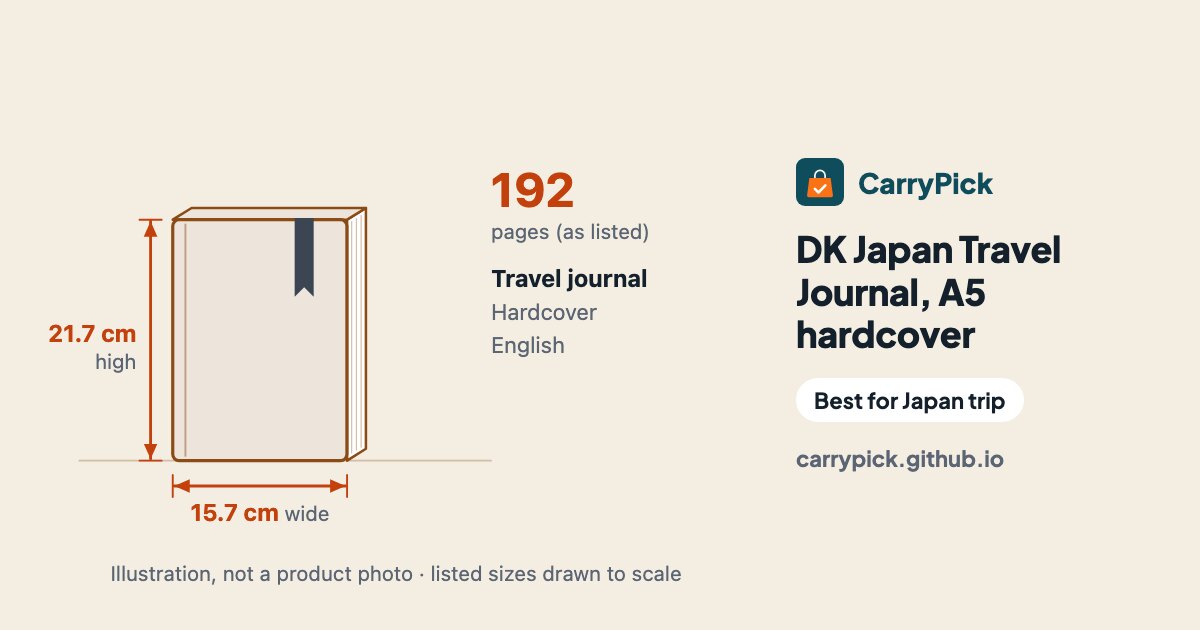 21.7 cm
high
15.7 cm wide
192
pages (as listed)
Travel journal
Hardcover
English
Illustration, not a product photo · listed sizes drawn to scale
CarryPick
DK Japan Travel
Journal, A5
hardcover
Best for Japan trip
carrypick.github.io